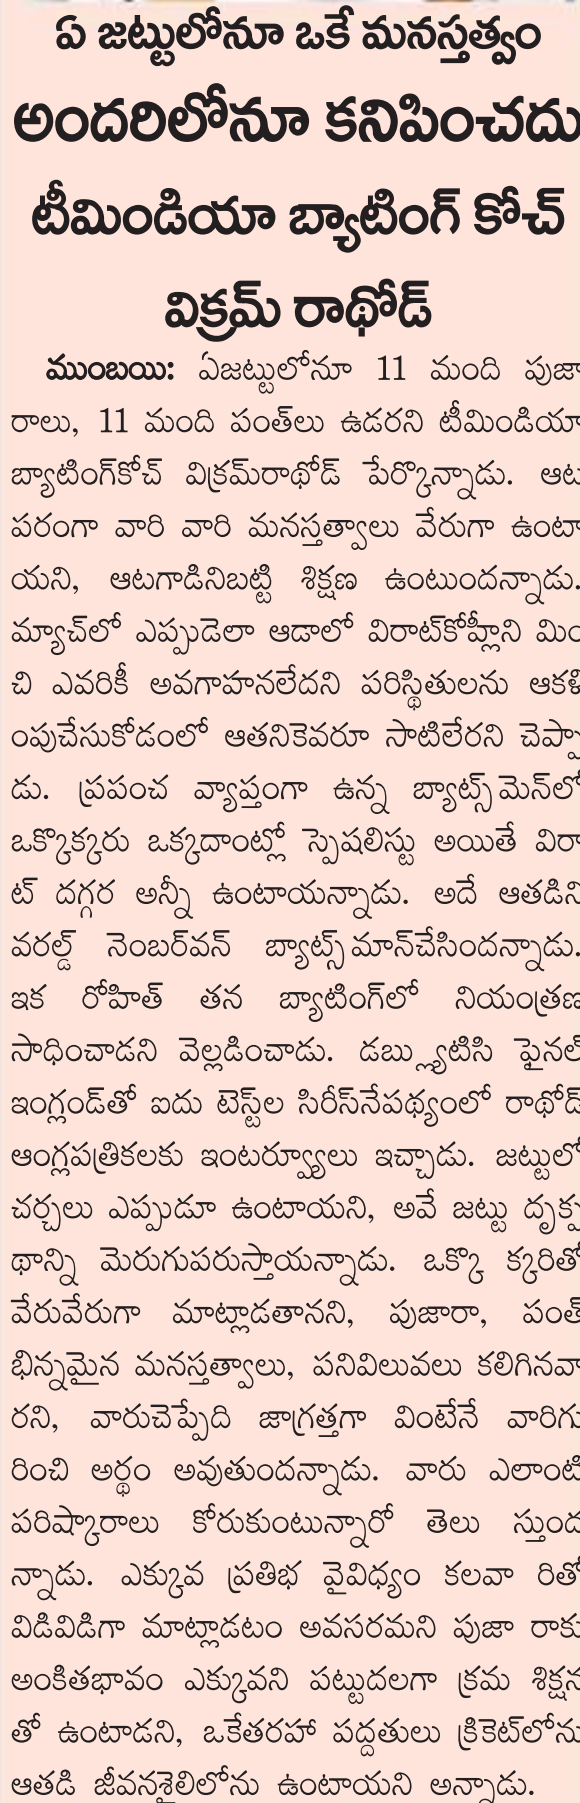 ఏ జట్టులోనూ ఒకే మనస్తత్వం
అందరిలోనూ కనిపించదు
టీమిండియా బ్యాటింగ్ కోచ్
విక్రమ్ రాథోడ్
ముంబయి: ఏజట్టులోనూ 11 మంది పుజా
రాలు, 11 మంది పంత్‌లు ఉడరని టీమిండియా
బ్యాటింగ్‌కోచ్ విక్రమ్‌రాథోడ్ పేర్కొన్నాడు. ఆట
పరంగా వారి వారి మనస్తత్వాలు వేరుగా ఉంటా
యని, ఆటగాడినిబట్టి శిక్షణ ఉంటుందన్నాడు.
మ్యాచ్‌లో ఎప్పుడెలా ఆడాలో విరాట్‌కోహ్లీని మిం
చి ఎవరికీ అవగాహనలేదని పరిస్థితులను ఆకళి
ంపుచేసుకోడంలో ఆతనికెవరూ సాటిలేరని చెప్పా
డు. ప్రపంచ వ్యాప్తంగా ఉన్న బ్యాట్స్‌మెన్‌లో
ఒక్కొక్కరు ఒక్కదాంట్లో స్పెషలిస్టు అయితే విరా
ట్ దగ్గర అన్నీ ఉంటాయన్నాడు. అదే ఆతడిని
వరల్డ్ నెంబర్‌వన్ బ్యాట్స్‌మాన్‌చేసిందన్నాడు.
ఇక రోహిత్ తన బ్యాటింగ్‌లో నియంత్రణ
సాధించాడని వెల్లడించాడు. డబ్ల్యుటిసి ఫైనల్
ఇంగ్లండ్‌తో ఐదు టెస్ట్‌ల సిరీస్‌నేపథ్యంలో రాథోడ్
ఆంగ్లపత్రికలకు ఇంటర్వ్యూలు ఇచ్చాడు. జట్టులో
చర్చలు ఎప్పుడూ ఉంటాయని, అవే జట్టు దృక్ప
థాన్ని మెరుగుపరుస్తాయన్నాడు. ఒక్కొ క్కరితో
వేరువేరుగా మాట్లాడతానని, పుజారా, పంత్
భిన్నమైన మనస్తత్వాలు, పనివిలువలు కలిగినవా
రని, వారుచెప్పేది జాగ్రత్తగా వింటేనే వారిగు
రించి అర్థం అవుతుందన్నాడు. వారు ఎలాంటి
పరిష్కారాలు కోరుకుంటున్నారో తెలు స్తుంద
న్నాడు. ఎక్కువ ప్రతిభ వైవిధ్యం కలవా రితో
విడివిడిగా మాట్లాడటం అవసరమని పుజా రాకు
అంకితభావం ఎక్కువని పట్టుదలగా క్రమ శిక్షన
తో ఉంటాడని, ఒకేతరహా పద్దతులు క్రికెట్‌లోను
ఆతడి జీవనశైలిలోను ఉంటాయని అన్నాడు.